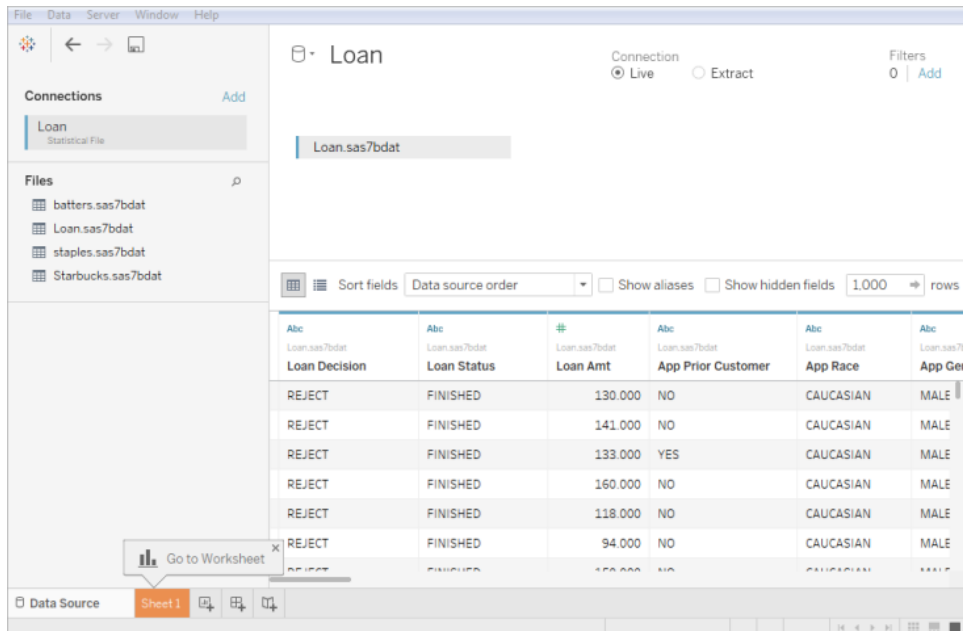 File Data Server Window Help
Connections Add
Loan
Statistical File
Files
batters.sas7bdat
Loan.sas7bdat
staples.sas7bdat
Starbucks.sas7bdat
Loan
Connection
Live Extract
Filters
0 Add
Loan.sas7bdat
Sort fields Data source order Show aliases Show hidden fields 1,000 rows
Abc Abc # Abc Abc Abc
Loan.sas7bdat Loan.sas7bdat Loan.sas7bdat Loan.sas7bdat Loan.sas7bdat Loan.sas7
Loan Decision Loan Status Loan Amt App Prior Customer App Race App Ger
REJECT FINISHED 130.000 NO CAUCASIAN MALE
REJECT FINISHED 141.000 NO CAUCASIAN MALE
REJECT FINISHED 133.000 YES CAUCASIAN MALE
REJECT FINISHED 160.000 NO CAUCASIAN MALE
REJECT FINISHED 118.000 NO CAUCASIAN MALE
REJECT FINISHED 94.000 NO CAUCASIAN MALE
Go to Worksheet
Data Source Sheet 1